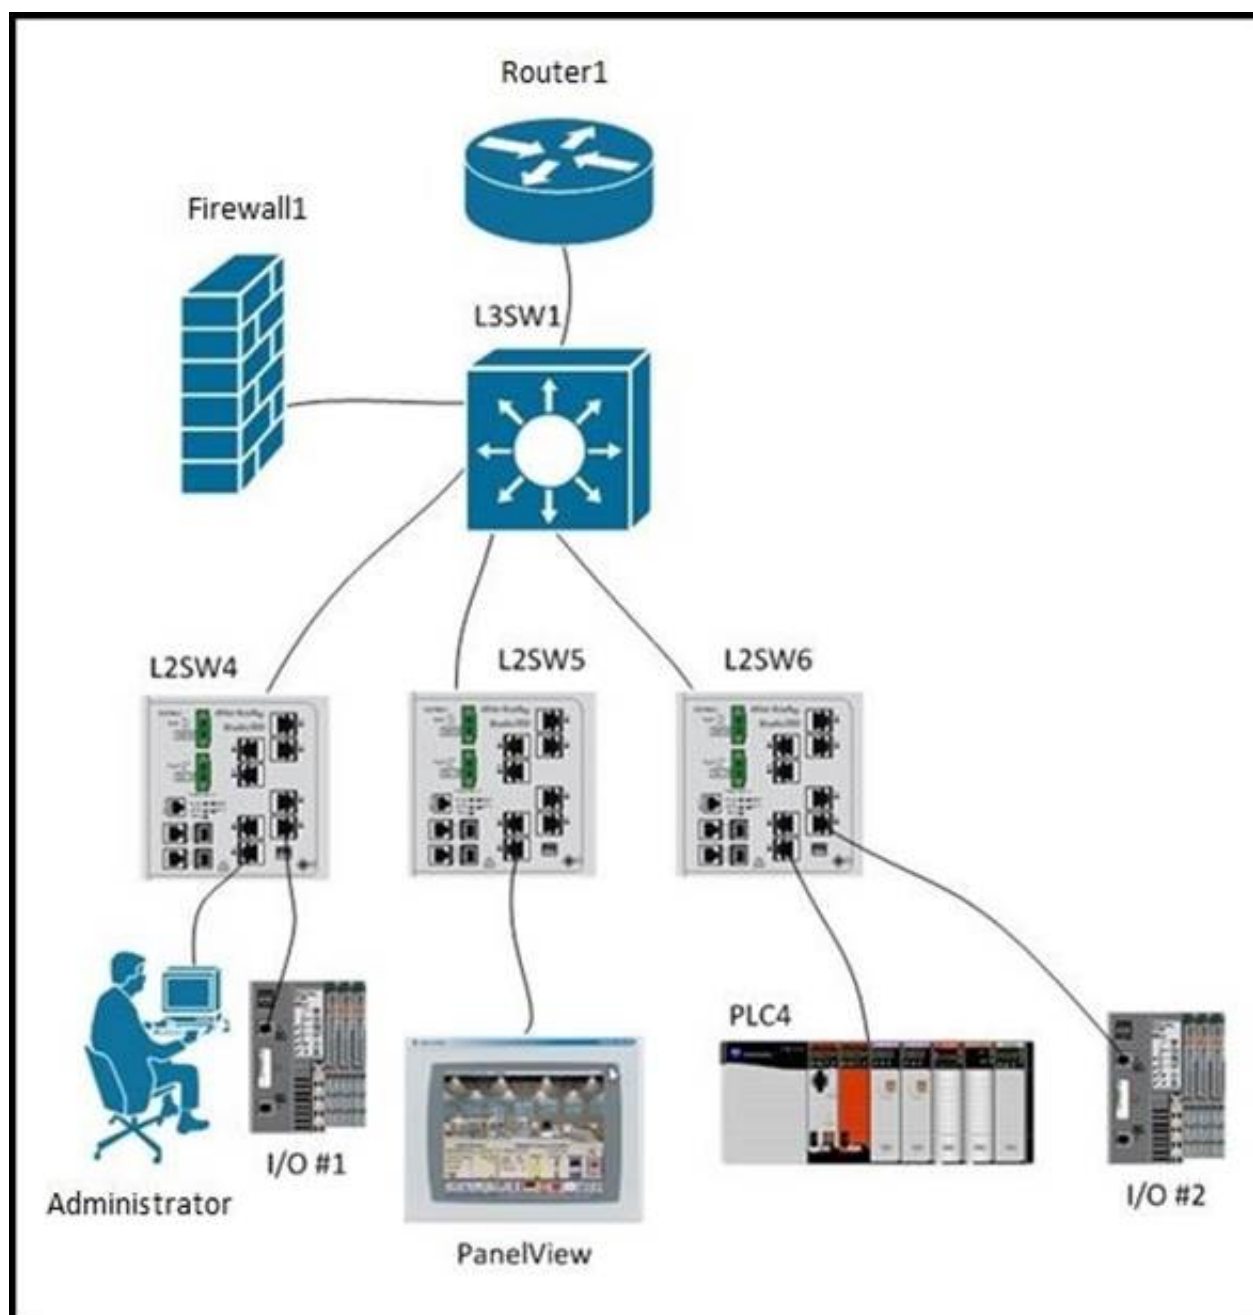 Router1
Firewall1
L3SW1
L2SW4
L2SW5
L2SW6
PLC4
I/O #1
Administrator
I/O #2
PanelView